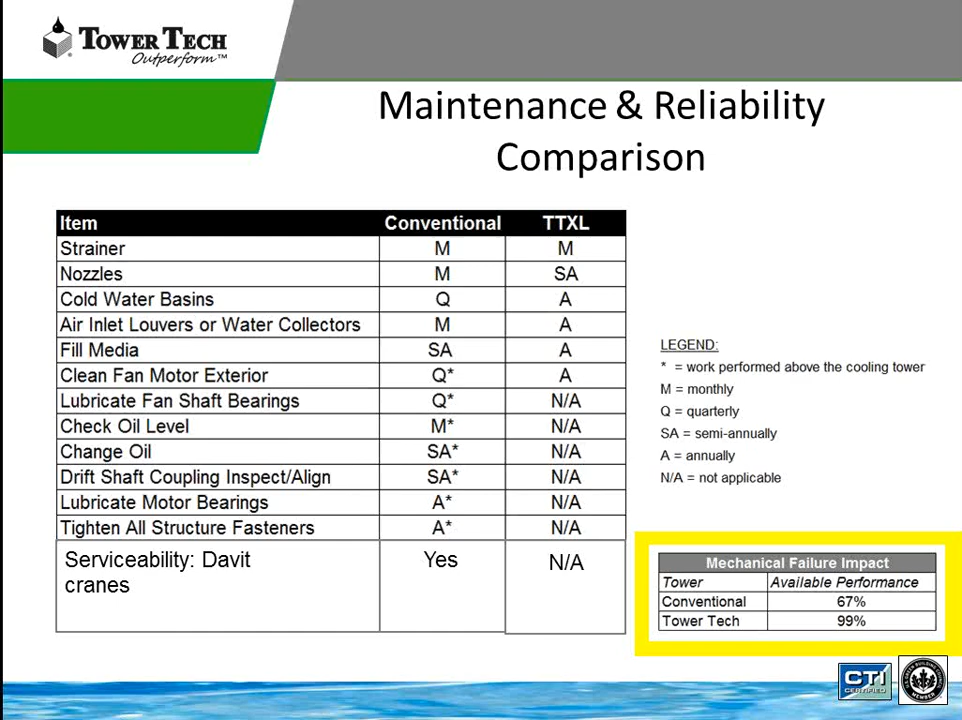 TOWER TECH
Outperform™
Maintenance & Reliability
Comparison
Item Conventional TTXL
Strainer M M
Nozzles M SA
Cold Water Basins Q A
Air Inlet Louvers or Water Collectors M A
Fill Media SA A
Clean Fan Motor Exterior Q* A
Lubricate Fan Shaft Bearings Q* N/A
Check Oil Level M* N/A
Change Oil SA* N/A
Drift Shaft Coupling Inspect/Align SA* N/A
Lubricate Motor Bearings A* N/A
Tighten All Structure Fasteners A* N/A
Serviceability: Davit Yes N/A
cranes
LEGEND:
* = work performed above the cooling tower
M = monthly
Q = quarterly
SA = semi-annually
A = annually
N/A = not applicable
Mechanical Failure Impact
Tower Available Performance
Conventional 67%
Tower Tech 99%
CTI
CERTIFIED
MEMBER